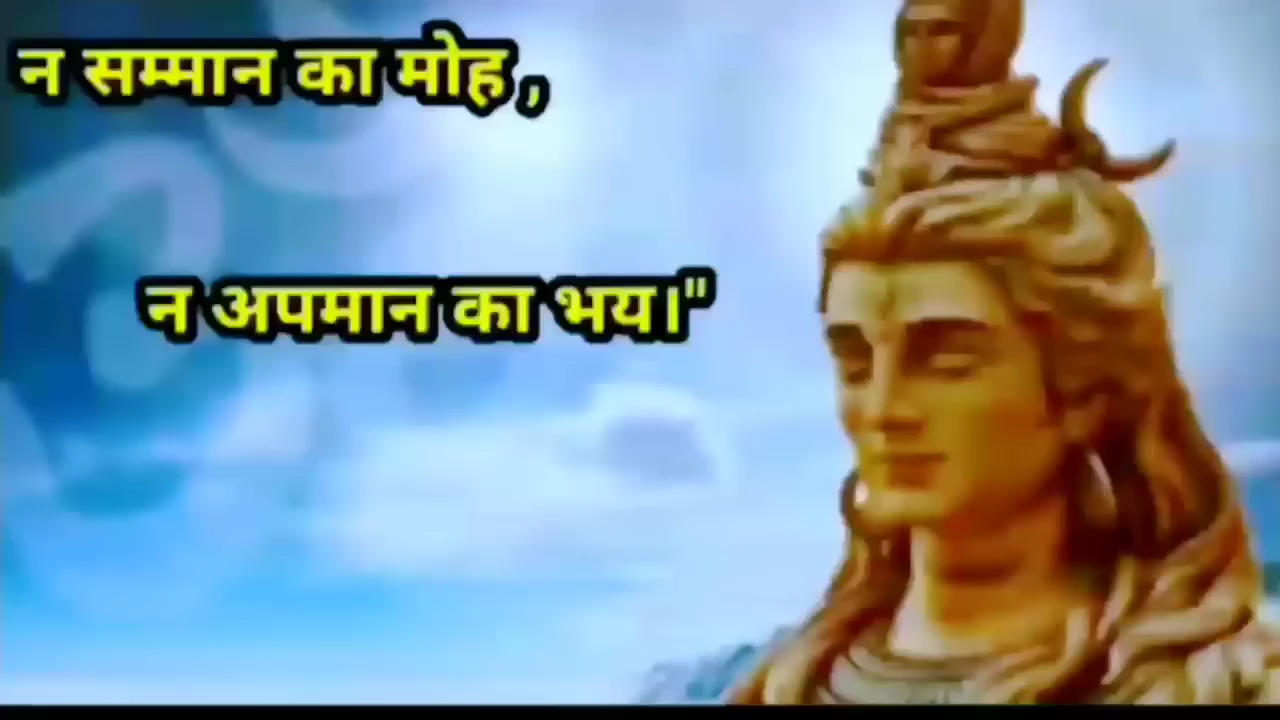 न सम्मान का मोह ,
न अपमान का भय।"